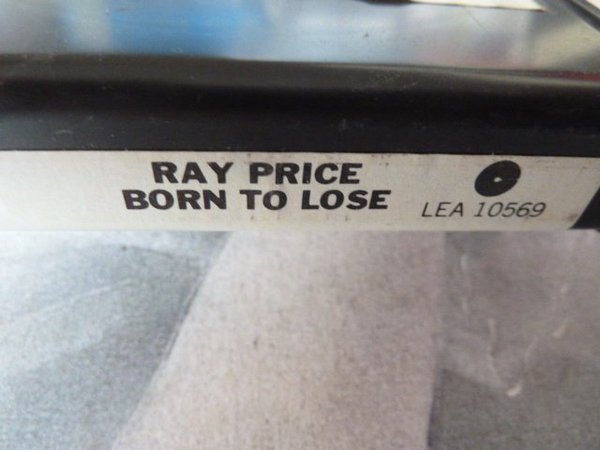 RAY PRICE
BORN TO LOSE
LEA 10569